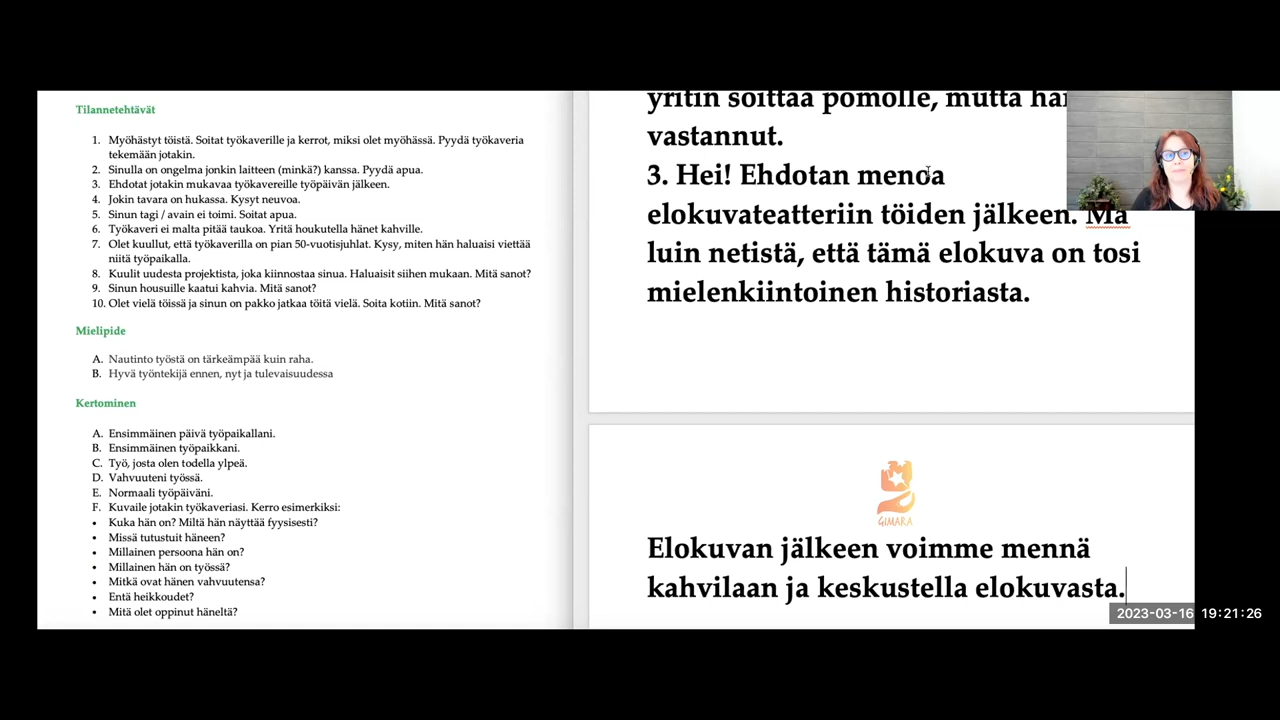 Tilannetehtävät
1. Myöhästyt töistä. Soitat työkaverille ja kerrot, miksi olet myöhässä. Pyydä työkaveria
tekemään jotakin.
2. Sinulla on ongelma jonkin laitteen (minkä?) kanssa. Pyydä apua.
3. Ehdotat jotakin mukavaa työkavereille työpäivän jälkeen.
4. Jokin tavara on hukassa. Kysyt neuvoa.
5. Sinun tagi / avain ei toimi. Soitat apua.
6. Työkaveri ei malta pitää taukoa. Yritä houkutella hänet kahville.
7. Olet kuullut, että työkaverilla on pian 50-vuotisjuhlat. Kysy, miten hän haluaisi viettää
niitä työpaikalla.
8. Kuulit uudesta projektista, joka kiinnostaa sinua. Haluaisit siihen mukaan. Mitä sanot?
9. Sinun housuille kaatui kahvia. Mitä sanot?
10. Olet vielä töissä ja sinun on pakko jatkaa töitä vielä. Soita kotiin. Mitä sanot?
Mielipide
A. Nautinto työstä on tärkeämpää kuin raha.
B. Hyvä työntekijä ennen, nyt ja tulevaisuudessa
Kertominen
A. Ensimmäinen päivä työpaikallani.
B. Ensimmäinen työpaikkani.
C. Työ, josta olen todella ylpeä.
D. Vahvuuteni työssä.
E. Normaali työpäiväni.
F. Kuvaile jotakin työkaveriasi. Kerro esimerkiksi:
• Kuka hän on? Miltä hän näyttää fyysisesti?
• Missä tutustuit häneen?
• Millainen persoona hän on?
• Millainen hän on työssä?
• Mitkä ovat hänen vahvuutensa?
• Entä heikkoudet?
• Mitä olet oppinut häneltä?
yritin soittaa pomolle, mutta
vastannut.
3. Hei! Ehdotan menoa
elokuvateatteriin töiden jälkeen. Mä
luin netistä, että tämä elokuva on tosi
mielenkiintoinen historiasta.
GIMARA
Elokuvan jälkeen voimme mennä
kahvilaan ja keskustella elokuvasta.
2023-03-16 19:21:26